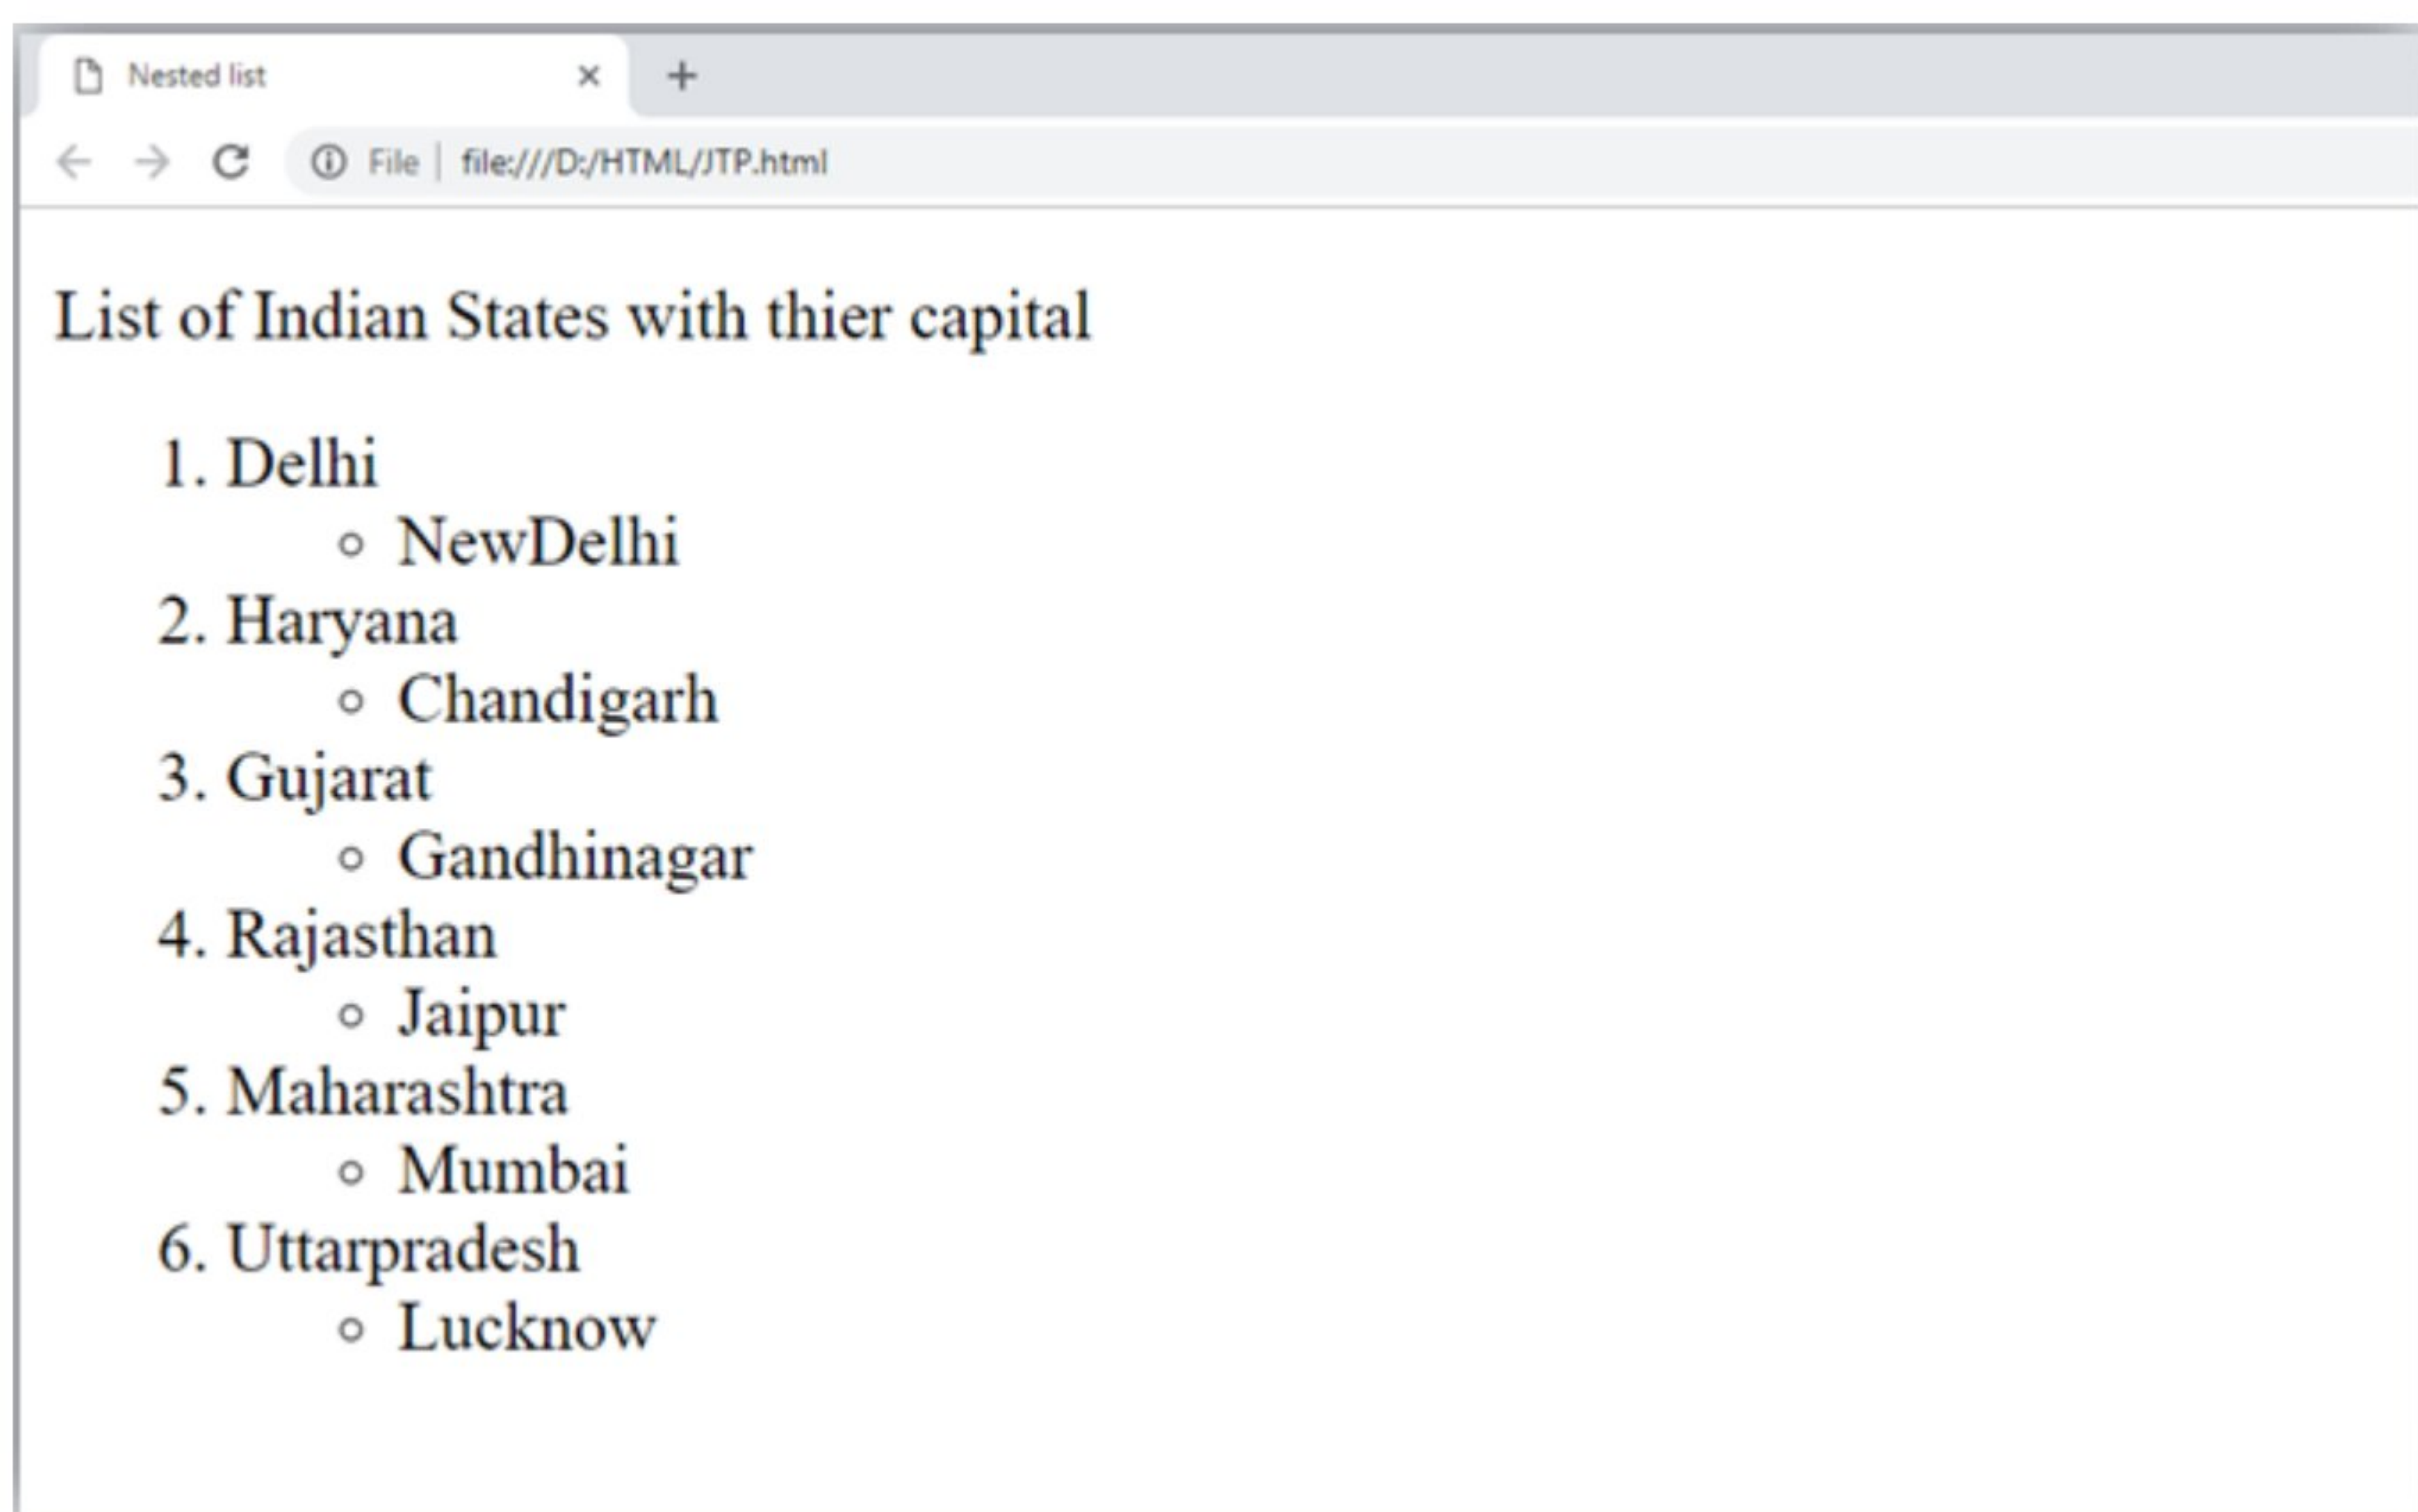 Nested list
File file:///D:/HTML/JTP.html
List of Indian States with thier capital
1. Delhi
NewDelhi
2. Haryana
Chandigarh
3. Gujarat
Gandhinagar
4. Rajasthan
Jaipur
5. Maharashtra
Mumbai
6. Uttarpradesh
Lucknow